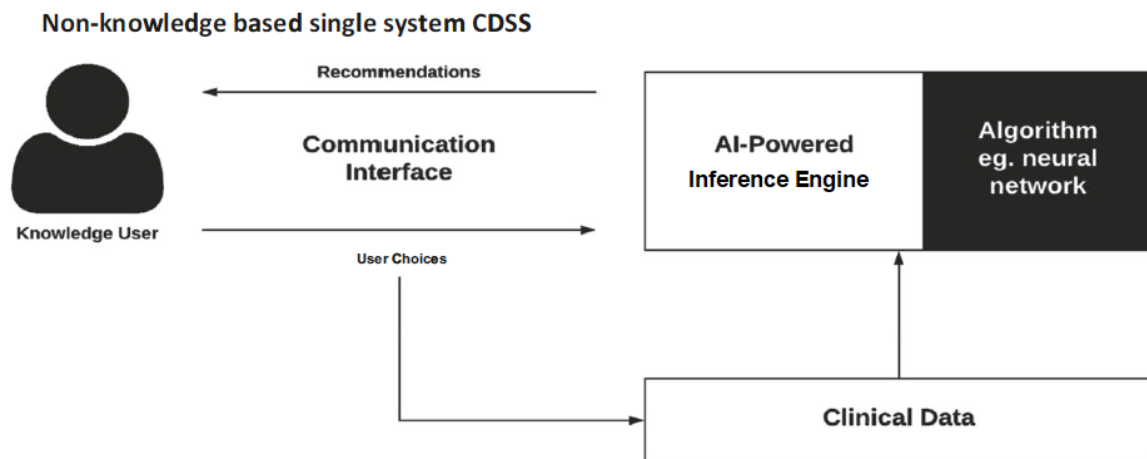 Non-knowledge based single system CDSS
Recommendations
Communication
Interface
Knowledge User
User Choices
AI-Powered
Inference Engine
Algorithm
eg. neural
network
Clinical Data